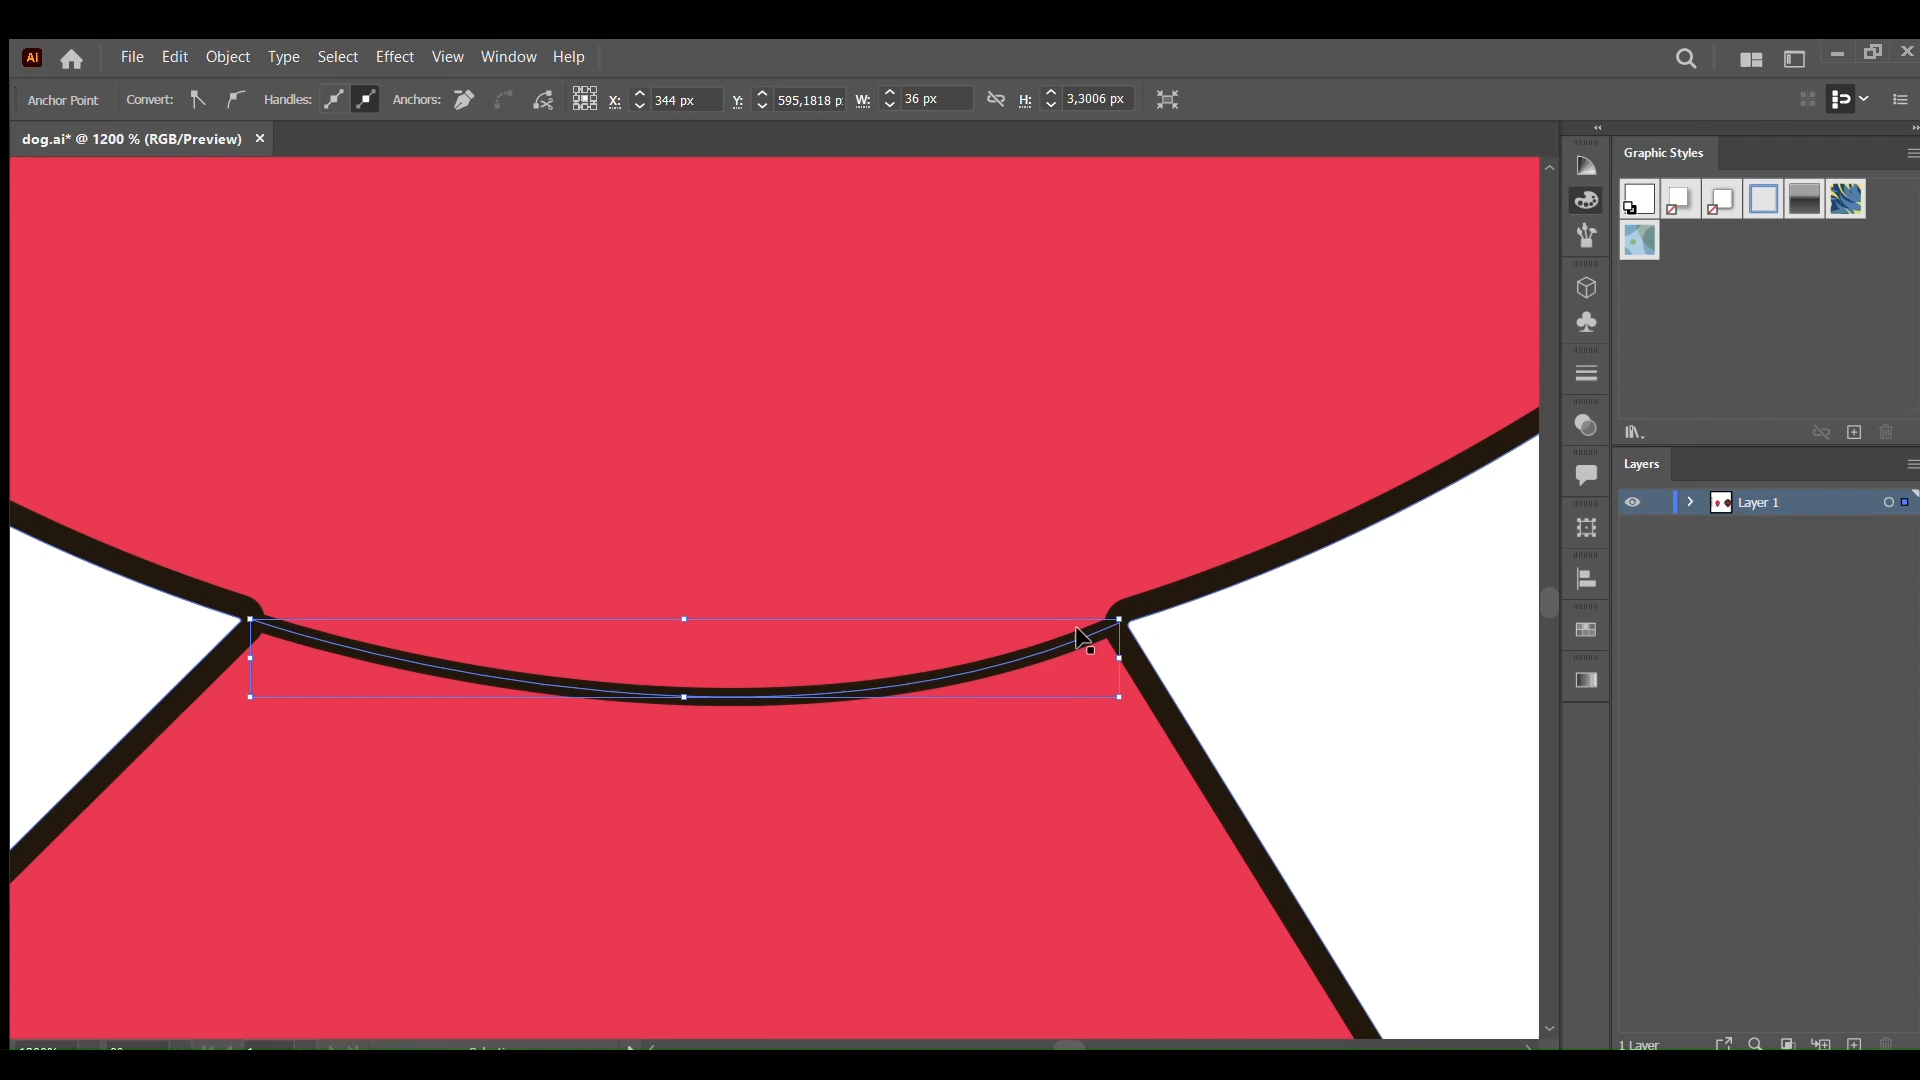 Ai File Edit Object Type Select Effect View Window Help
Anchor Point Convert: Handles: Anchors: X: 344 px Y: 595,1818 p W: 36 px H: 3,3006 px
dog.ai* @ 1200 % (RGB/Preview) ×
Graphic Styles
Layers
Layer 1
1 Layer